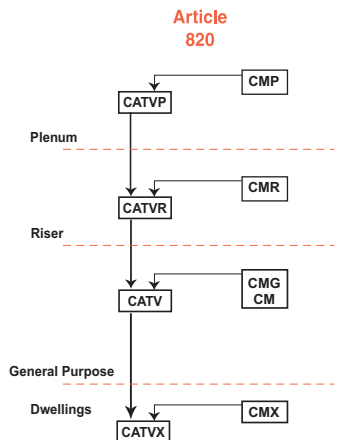 Article
820
CMP
CATVP
Plenum
CMR
CATVR
Riser
CMG
CM
CATV
General Purpose
Dwellings
CMX
CATVX